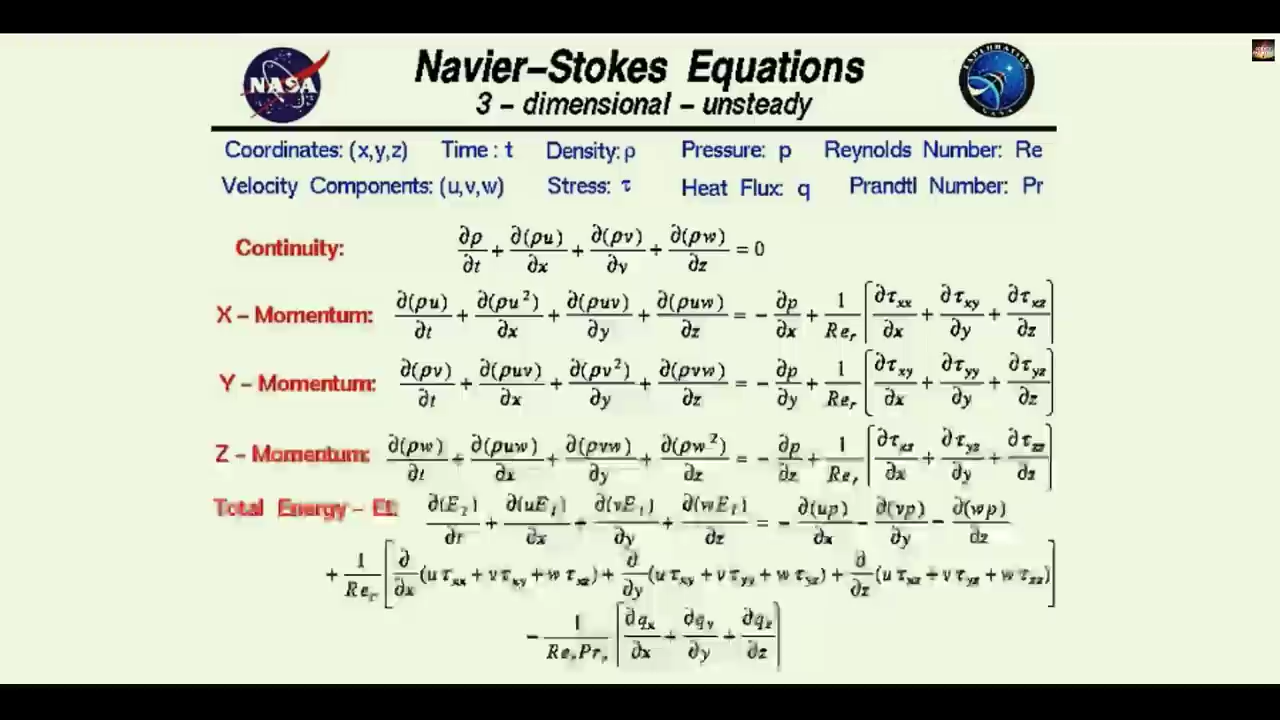 NASA
Navier–Stokes Equations
3 – dimensional – unsteady
EXPLORATION
NASA
Coordinates: (x,y,z) Time : t Density: ρ Pressure: p Reynolds Number: Re
Velocity Components: (u,v,w) Stress: τ Heat Flux: q Prandtl Number: Pr
Continuity: ∂ρ/∂t + ∂(ρu)/∂x + ∂(ρv)/∂y + ∂(ρw)/∂z = 0
X – Momentum: ∂(ρu)/∂t + ∂(ρu²)/∂x + ∂(ρuv)/∂y + ∂(ρuw)/∂z = − ∂p/∂x + 1/Re_r [∂τ_xx/∂x + ∂τ_xy/∂y + ∂τ_xz/∂z]
Y – Momentum: ∂(ρv)/∂t + ∂(ρuv)/∂x + ∂(ρv²)/∂y + ∂(ρvw)/∂z = − ∂p/∂y + 1/Re_r [∂τ_xy/∂x + ∂τ_yy/∂y + ∂τ_yz/∂z]
Z – Momentum: ∂(ρw)/∂t + ∂(ρuw)/∂x + ∂(ρvw)/∂y + ∂(ρw²)/∂z = − ∂p/∂z + 1/Re_r [∂τ_xz/∂x + ∂τ_yz/∂y + ∂τ_zz/∂z]
Total Energy – Et: ∂(E_T)/∂t + ∂(uE_T)/∂x + ∂(vE_T)/∂y + ∂(wE_T)/∂z = − ∂(up)/∂x − ∂(vp)/∂y − ∂(wp)/∂z
+ 1/Re_r [∂/∂x (u τ_xx + v τ_xy + w τ_xz) + ∂/∂y (u τ_xy + v τ_yy + w τ_yz) + ∂/∂z (u τ_xz + v τ_yz + w τ_zz)]
− 1/(Re_r Pr_r) [∂q_x/∂x + ∂q_y/∂y + ∂q_z/∂z]